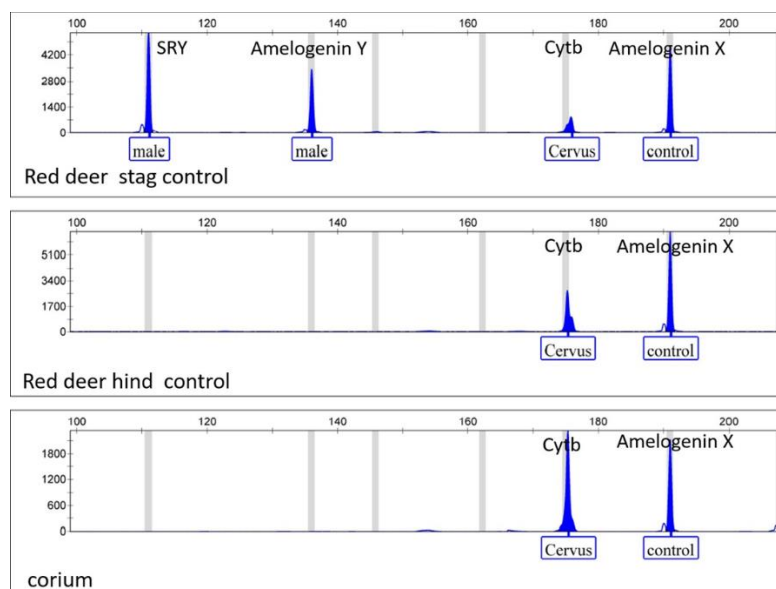 100 120 140 160 180 200
SRY Amelogenin Y Cytb Amelogenin X
4200
2800
1400
0
male male Cervus control
Red deer stag control
100 120 140 160 180 200
Cytb Amelogenin X
5100
3400
1700
0
Cervus control
Red deer hind control
100 120 140 160 180 200
Cytb Amelogenin X
1800
1200
600
0
Cervus control
corium